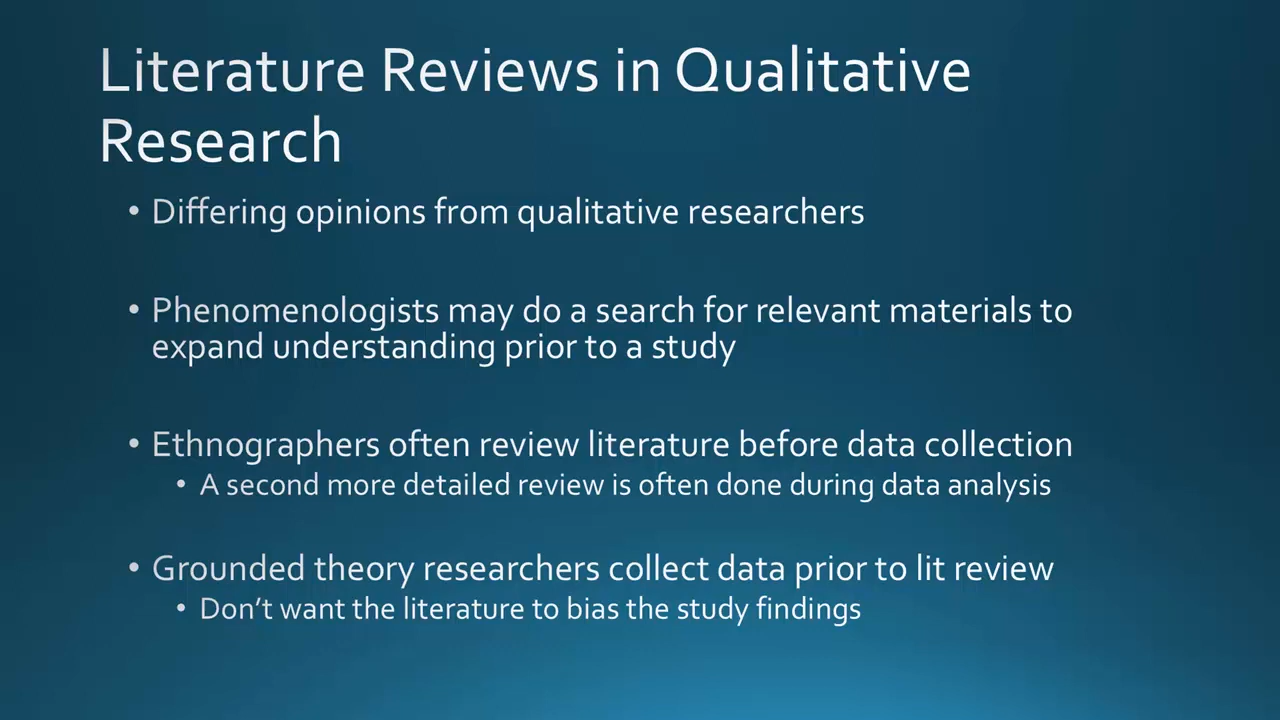 Literature Reviews in Qualitative
Research
• Differing opinions from qualitative researchers
• Phenomenologists may do a search for relevant materials to
expand understanding prior to a study
• Ethnographers often review literature before data collection
• A second more detailed review is often done during data analysis
• Grounded theory researchers collect data prior to lit review
• Don’t want the literature to bias the study findings